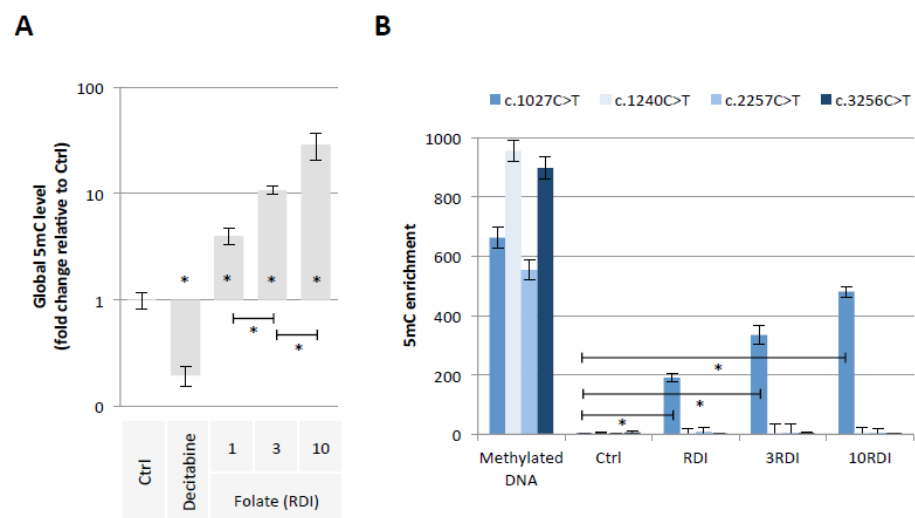 A
Global 5mC level
(fold change relative to Ctrl)
100
10
1
0
*
*
*
*
*
*
Ctrl
Decitabine
1
3
10
Folate (RDI)
B
c.1027C>T
c.1240C>T
c.2257C>T
c.3256C>T
5mC enrichment
1000
800
600
400
200
0
*
*
*
Methylated
DNA
Ctrl
RDI
3RDI
10RDI